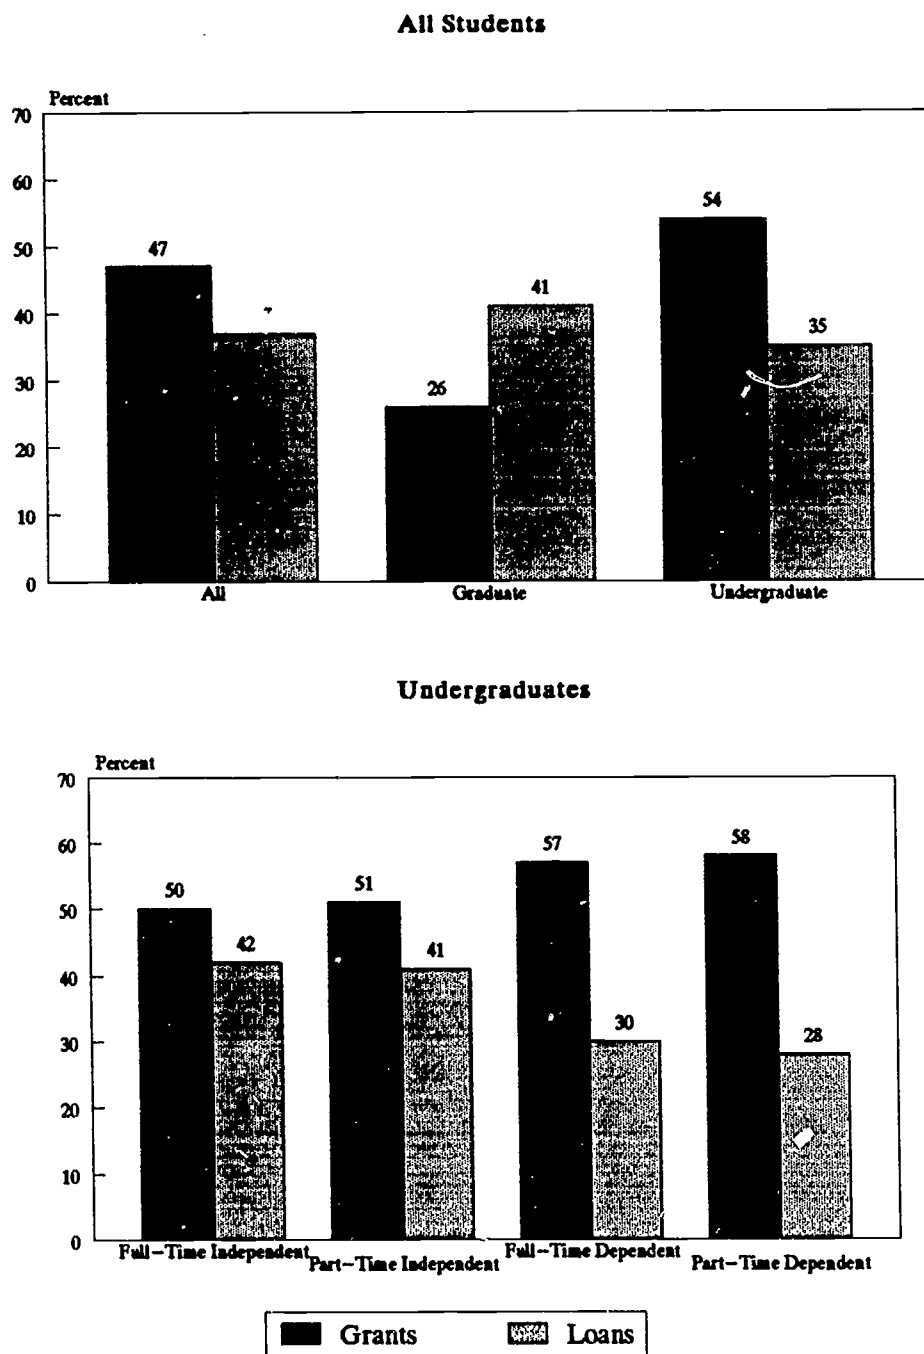 All Students
Percent
70
60
50
40
30
20
10
0
47
26
41
54
35
All
Graduate
Undergraduate
Undergraduates
Percent
70
60
50
40
30
20
10
0
50
42
51
41
57
30
58
28
Full-Time Independent
Part-Time Independent
Full-Time Dependent
Part-Time Dependent
Grants
Loans